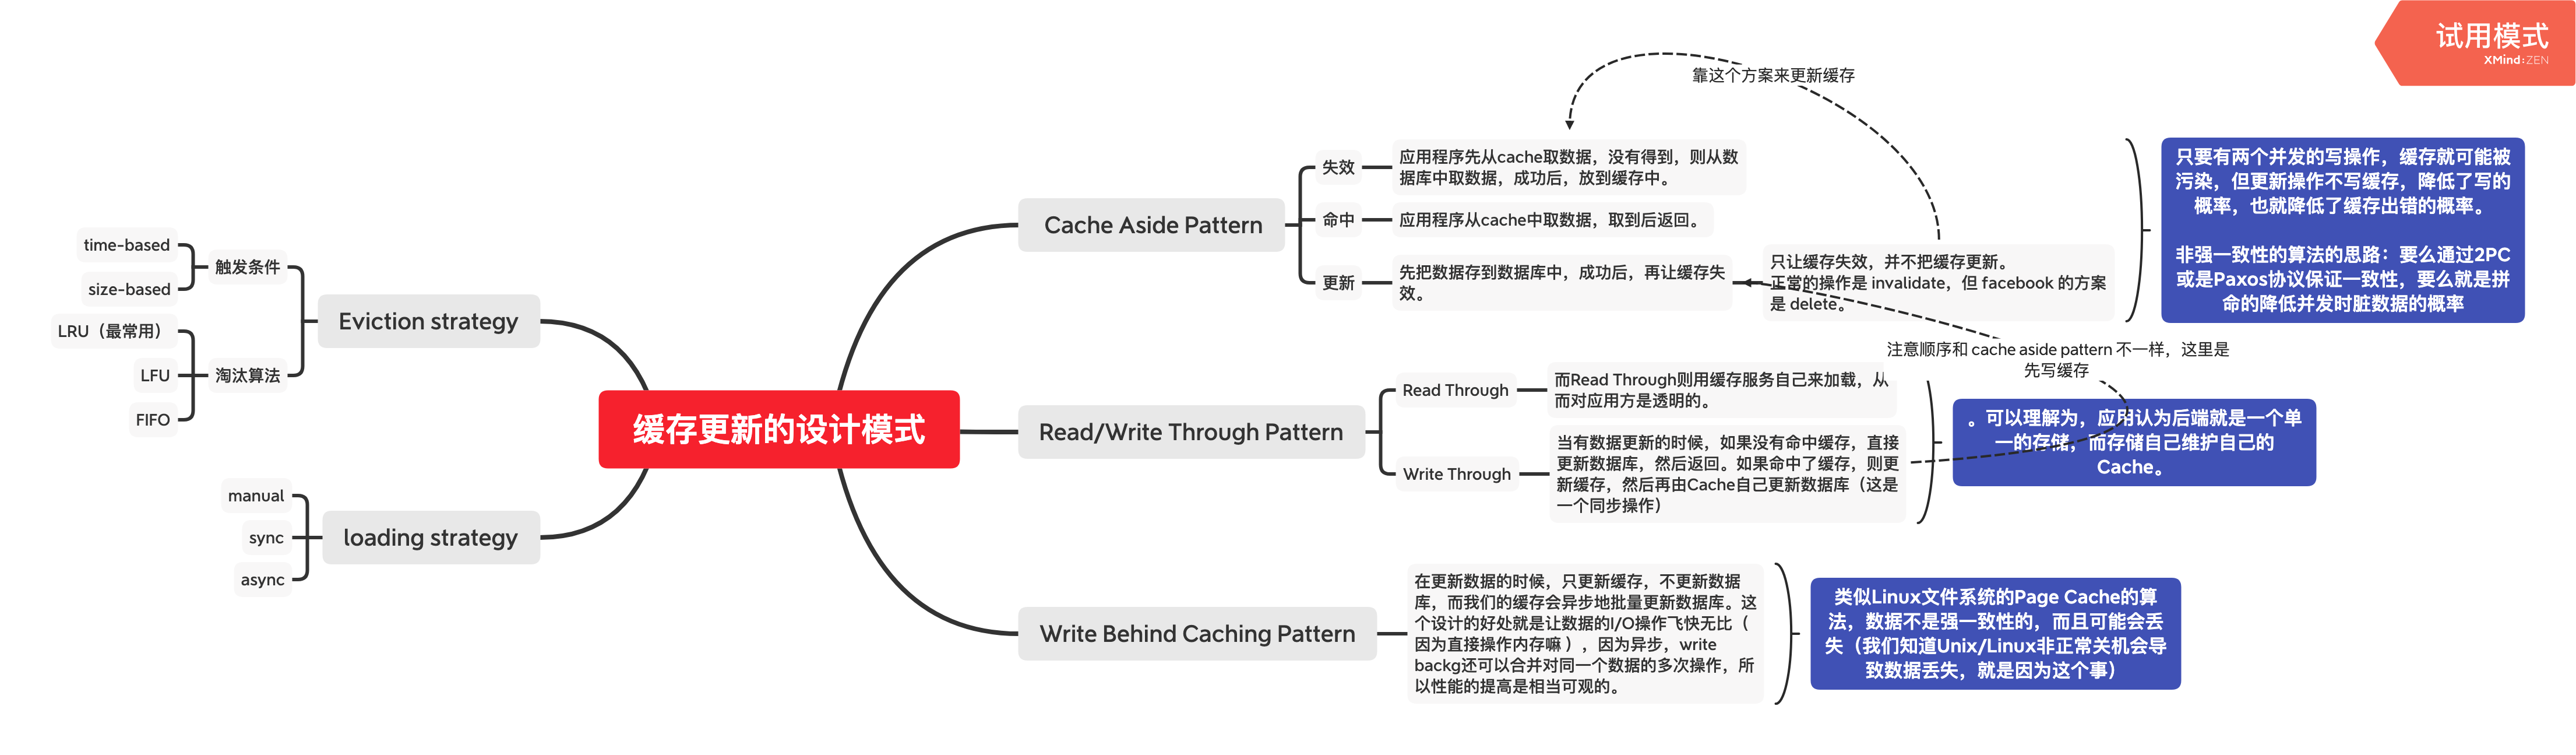 试用模式
XMind:ZEN
缓存更新的设计模式
Cache Aside Pattern
失效
应用程序先从cache取数据，没有得到，则从数
据库中取数据，成功后，放到缓存中。
命中
应用程序从cache中取数据，取到后返回。
更新
先把数据存到数据库中，成功后，再让缓存失
效。
只让缓存失效，并不把缓存更新。
正常的操作是 invalidate，但 facebook 的方案
是 delete。
靠这个方案来更新缓存
只要有两个并发的写操作，缓存就可能被
污染，但更新操作不写缓存，降低了写的
概率，也就降低了缓存出错的概率。
非强一致性的算法的思路：要么通过2PC
或是Paxos协议保证一致性，要么就是拼
命的降低并发时脏数据的概率
注意顺序和 cache aside pattern 不一样，这里是
先写缓存
Read/Write Through Pattern
Read Through
而Read Through则用缓存服务自己来加载，从
而对应用方是透明的。
Write Through
当有数据更新的时候，如果没有命中缓存，直接
更新数据库，然后返回。如果命中了缓存，则更
新缓存，然后再由Cache自己更新数据库（这是
一个同步操作）
。可以理解为，应用认为后端就是一个单
一的存储，而存储自己维护自己的
Cache。
Write Behind Caching Pattern
在更新数据的时候，只更新缓存，不更新数据
库，而我们的缓存会异步地批量更新数据库。这
个设计的好处就是让数据的I/O操作飞快无比（
因为直接操作内存嘛 ），因为异步，write
backg还可以合并对同一个数据的多次操作，所
以性能的提高是相当可观的。
类似Linux文件系统的Page Cache的算
法，数据不是强一致性的，而且可能会丢
失（我们知道Unix/Linux非正常关机会导
致数据丢失，就是因为这个事）
Eviction strategy
触发条件
time-based
size-based
淘汰算法
LRU（最常用）
LFU
FIFO
loading strategy
manual
sync
async